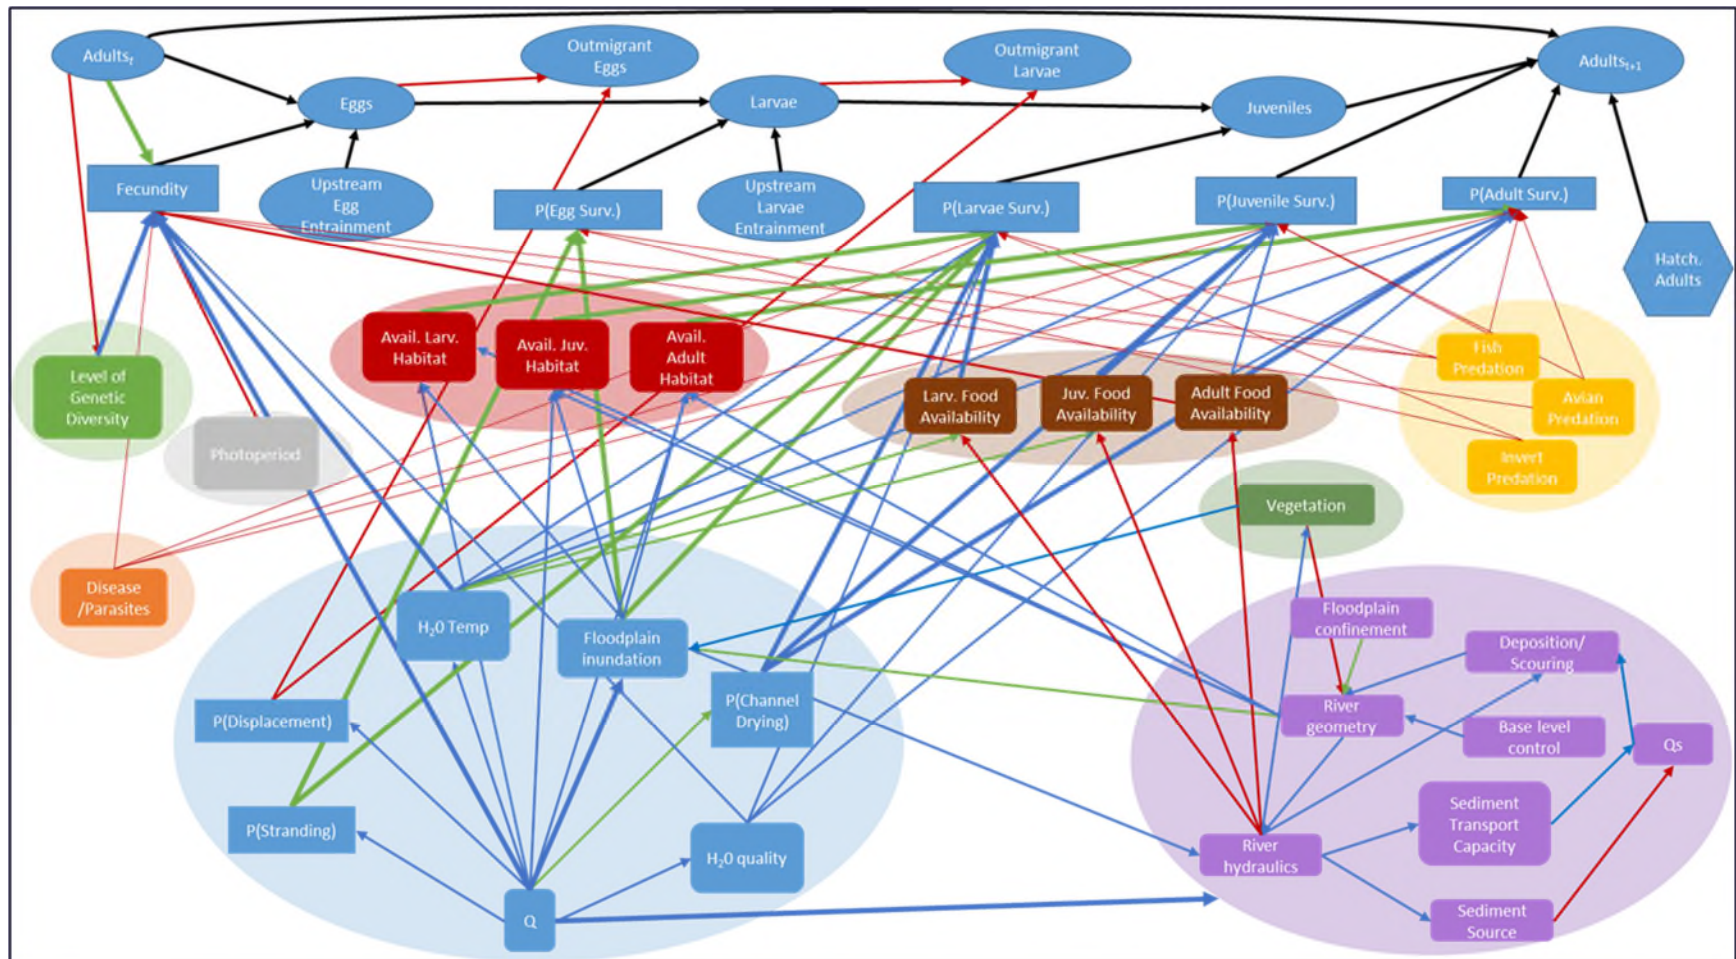 Adults t
Outmigrant
Eggs
Outmigrant
Larvae
Adults t+1
Eggs
Larvae
Juveniles
Fecundity
Upstream
Egg
Entrainment
P(Egg Surv.)
Upstream
Larvae
Entrainment
P(Larvae Surv.)
P(Juvenile Surv.)
P(Adult Surv.)
Hatch.
Adults
Avail. Larv.
Habitat
Avail. Juv.
Habitat
Avail.
Adult
Habitat
Level of
Genetic
Diversity
Photoperiod
Larv. Food
Availability
Juv. Food
Availability
Adult Food
Availability
Fish
Predation
Avian
Predation
Invert
Predation
Vegetation
Disease
/Parasites
H20 Temp
Floodplain
inundation
P(Channel
Drying)
P(Displacement)
P(Stranding)
H20 quality
Q
Floodplain
confinement
Deposition/
Scouring
River
geometry
Base level
control
Qs
Sediment
Transport
Capacity
River
hydraulics
Sediment
Source